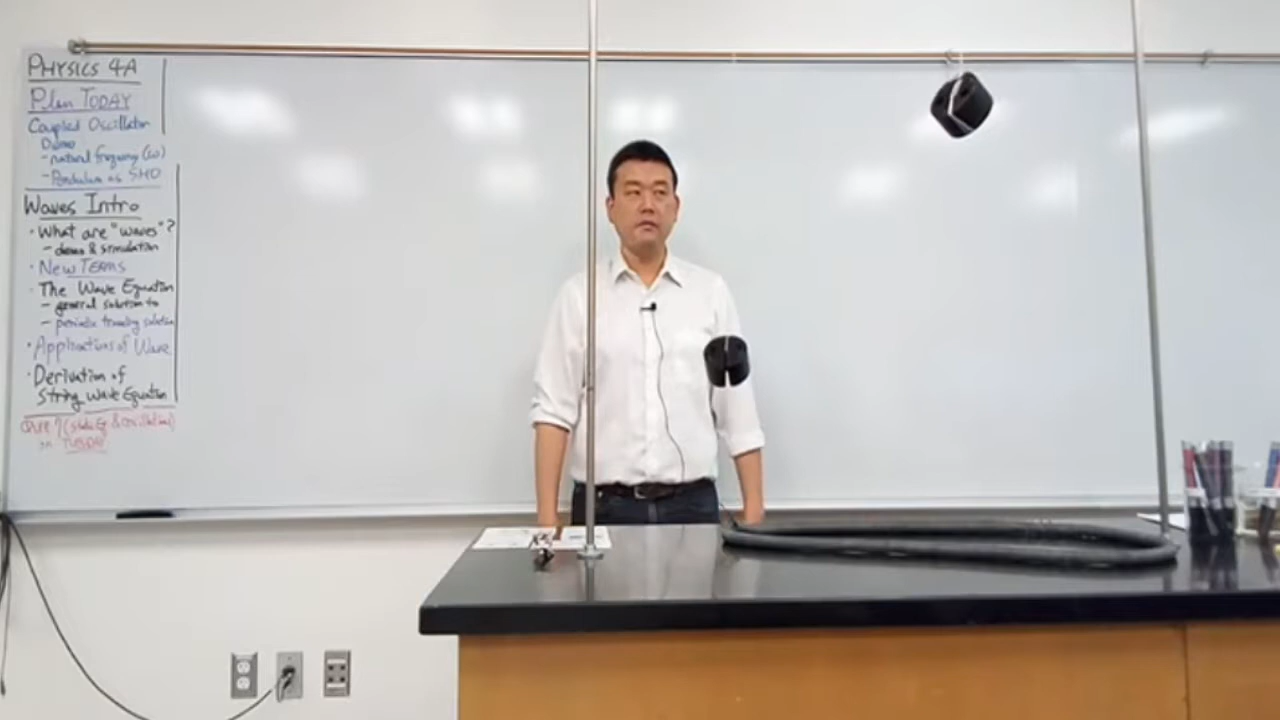 PHYSICS 4A
Plan TODAY
Coupled Oscillator
Demo
- natural frequency (ω)
- Pendulum as SHO
Waves Intro
· What are "waves"?
- demo & simulation
· New TERMS
· The Wave Equation
- general solution to
- periodic traveling solution
· Applications of Wave
· Derivation of
String Wave Equation
on TUESDAY